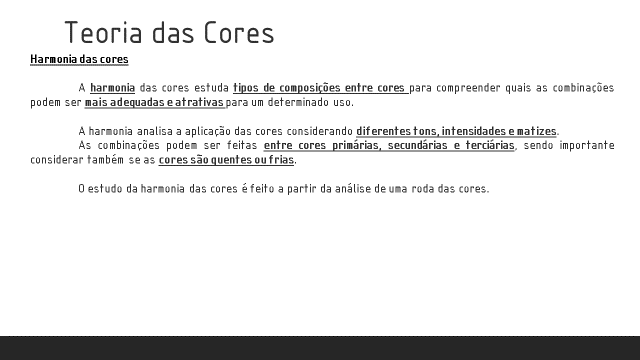 Teoria das Cores
Harmonia das cores
A harmonia das cores estuda tipos de composições entre cores para compreender quais as combinações
podem ser mais adequadas e atrativas para um determinado uso.
A harmonia analisa a aplicação das cores considerando diferentes tons, intensidades e matizes.
As combinações podem ser feitas entre cores primárias, secundárias e terciárias, sendo importante
considerar também se as cores são quentes ou frias.
O estudo da harmonia das cores é feito a partir da análise de uma roda das cores.